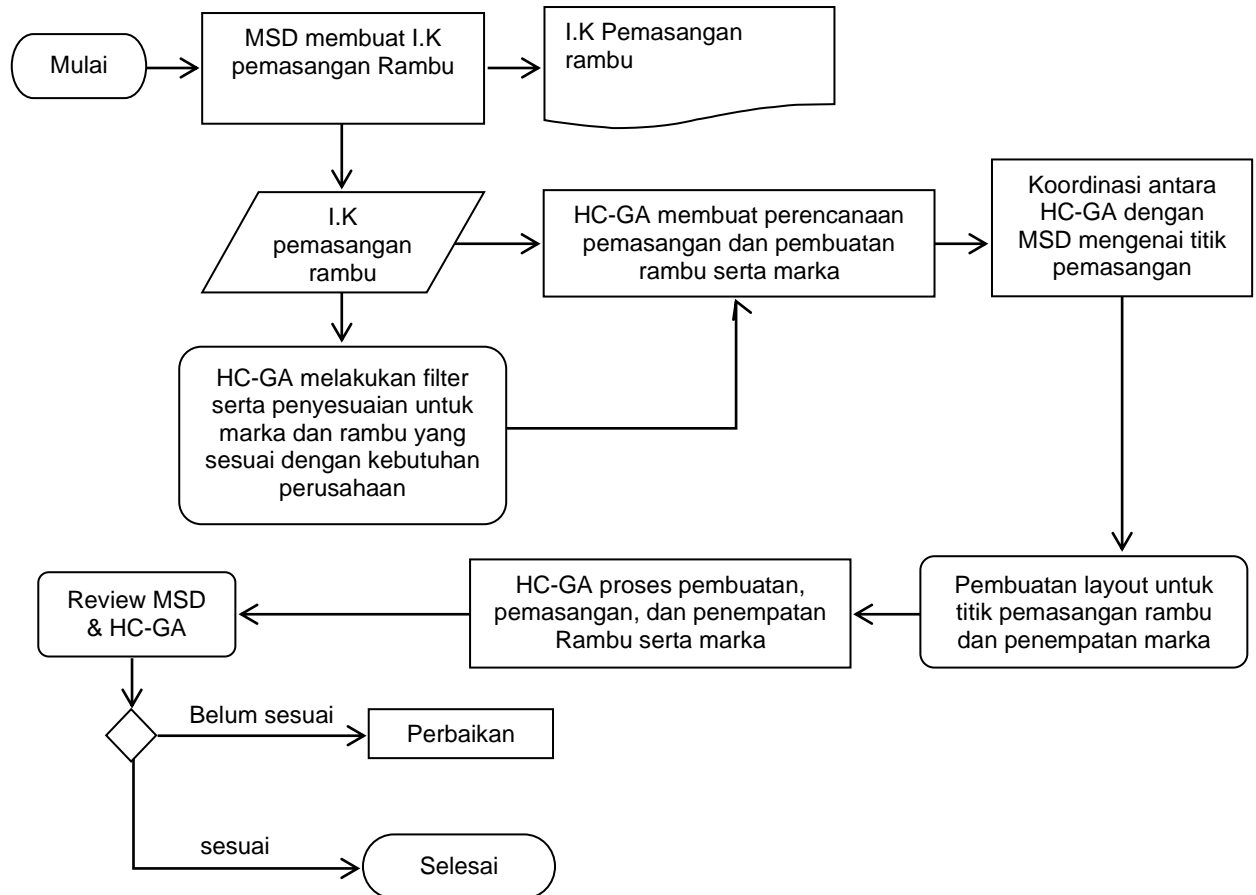 Mulai
MSD membuat I.K
pemasangan Rambu
I.K Pemasangan
rambu
I.K
pemasangan
rambu
HC-GA membuat perencanaan
pemasangan dan pembuatan
rambu serta marka
Koordinasi antara
HC-GA dengan
MSD mengenai titik
pemasangan
HC-GA melakukan filter
serta penyesuaian untuk
marka dan rambu yang
sesuai dengan kebutuhan
perusahaan
Pembuatan layout untuk
titik pemasangan rambu
dan penempatan marka
HC-GA proses pembuatan,
pemasangan, dan penempatan
Rambu serta marka
Review MSD
& HC-GA
Belum sesuai
Perbaikan
sesuai
Selesai